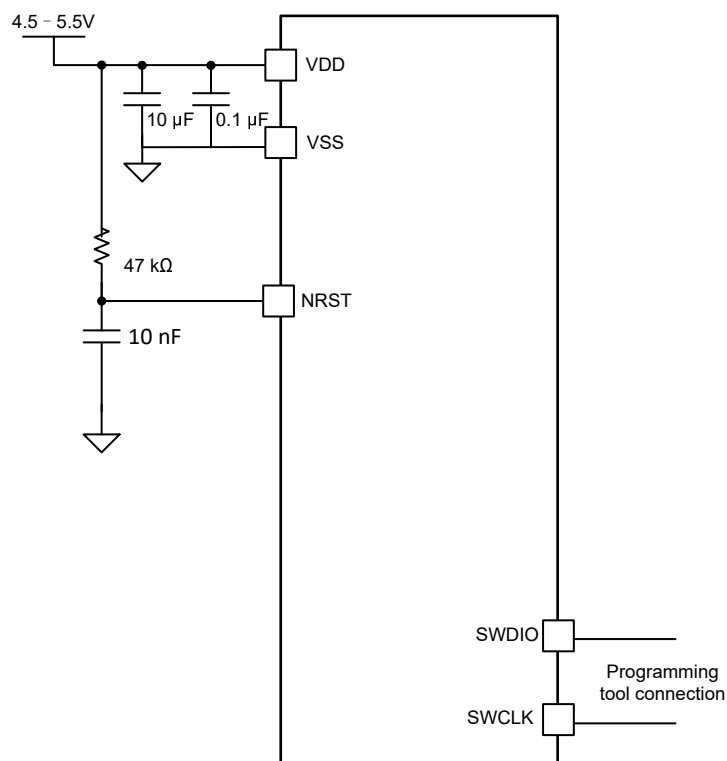 4.5 - 5.5V
VDD
10 µF
0.1 µF
VSS
47 kΩ
NRST
10 nF
SWDIO
Programming
tool connection
SWCLK